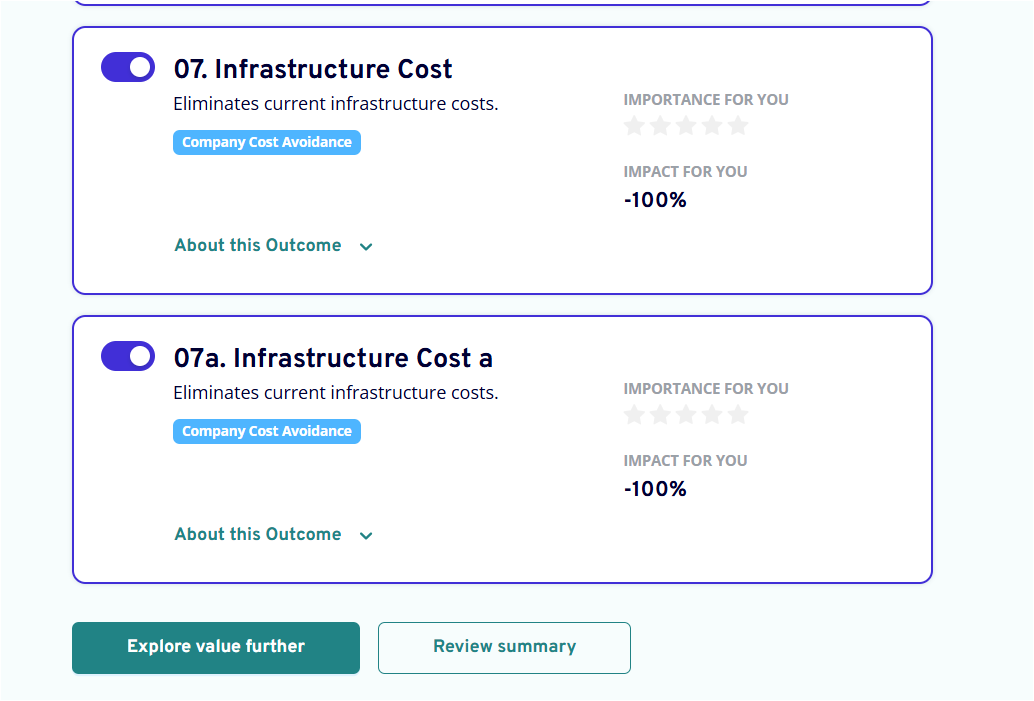 07. Infrastructure Cost
Eliminates current infrastructure costs.
Company Cost Avoidance
IMPORTANCE FOR YOU
IMPACT FOR YOU
-100%
About this Outcome
07a. Infrastructure Cost a
Eliminates current infrastructure costs.
Company Cost Avoidance
IMPORTANCE FOR YOU
IMPACT FOR YOU
-100%
About this Outcome
Explore value further
Review summary